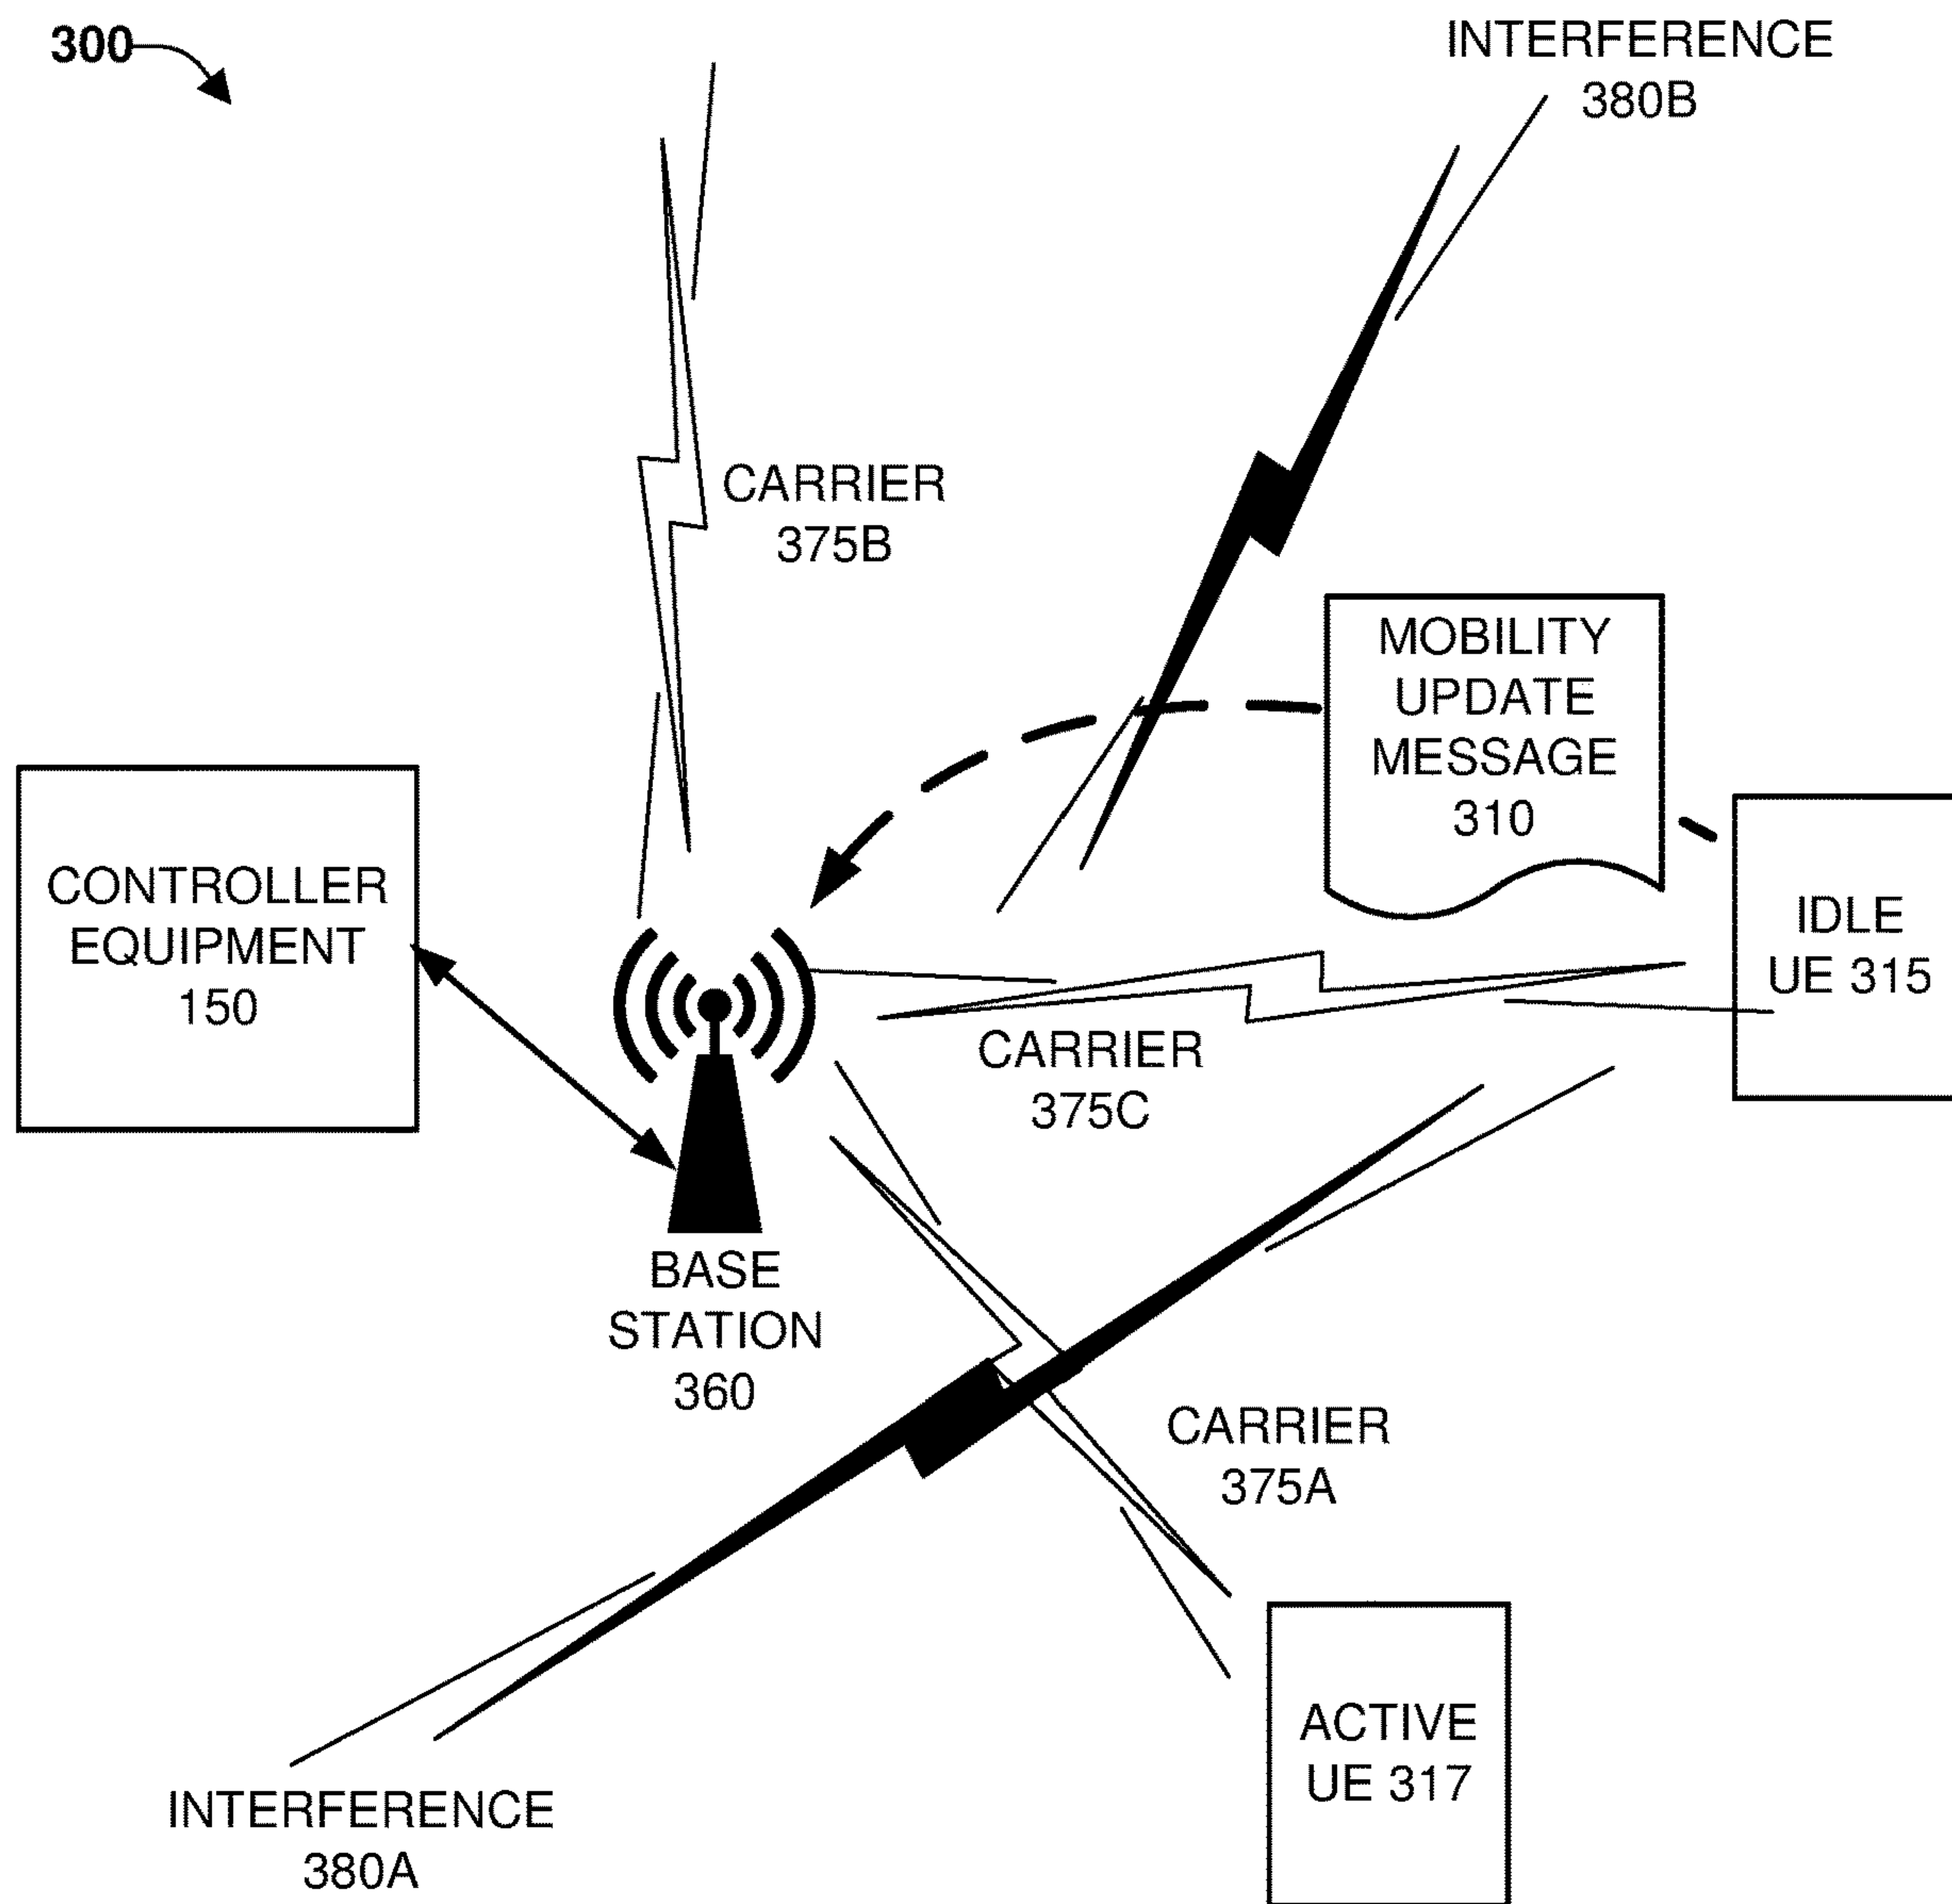 300
INTERFERENCE
380B
CARRIER
375B
MOBILITY
UPDATE
MESSAGE
310
CONTROLLER
EQUIPMENT
150
IDLE
UE 315
CARRIER
375C
BASE
STATION
360
CARRIER
375A
ACTIVE
UE 317
INTERFERENCE
380A